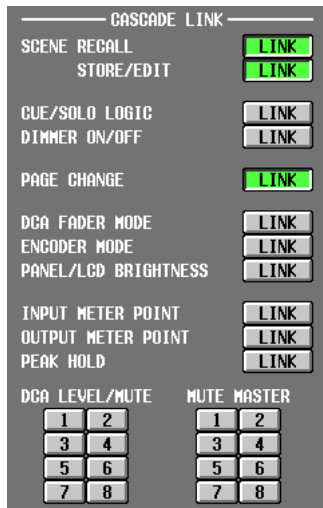 CASCADE LINK
SCENE RECALL LINK
STORE/EDIT LINK
CUE/SOLO LOGIC LINK
DIMMER ON/OFF LINK
PAGE CHANGE LINK
DCA FADER MODE LINK
ENCODER MODE LINK
PANEL/LCD BRIGHTNESS LINK
INPUT METER POINT LINK
OUTPUT METER POINT LINK
PEAK HOLD LINK
DCA LEVEL/MUTE MUTE MASTER
1 2 1 2
3 4 3 4
5 6 5 6
7 8 7 8